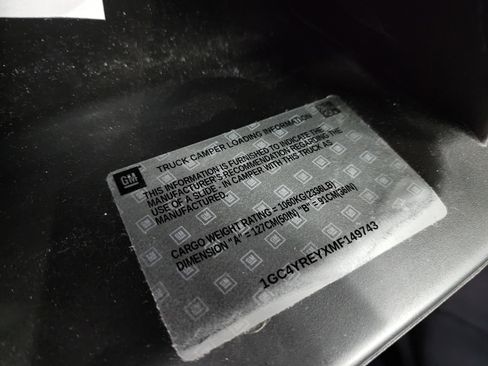 GM
TRUCK CAMPER LOADING INFORMATION
THIS INFORMATION IS FURNISHED TO INDICATE THE
MANUFACTURER'S RECOMMENDATION REGARDING THE
USE OF A SLIDE - IN CAMPER WITH THIS TRUCK AS
MANUFACTURED.
CARGO WEIGHT RATING = 1060KG(2336LB)
DIMENSION "A" = 127CM(50IN) "B" = 91CM(36IN)
1GC4YREYXMF149743